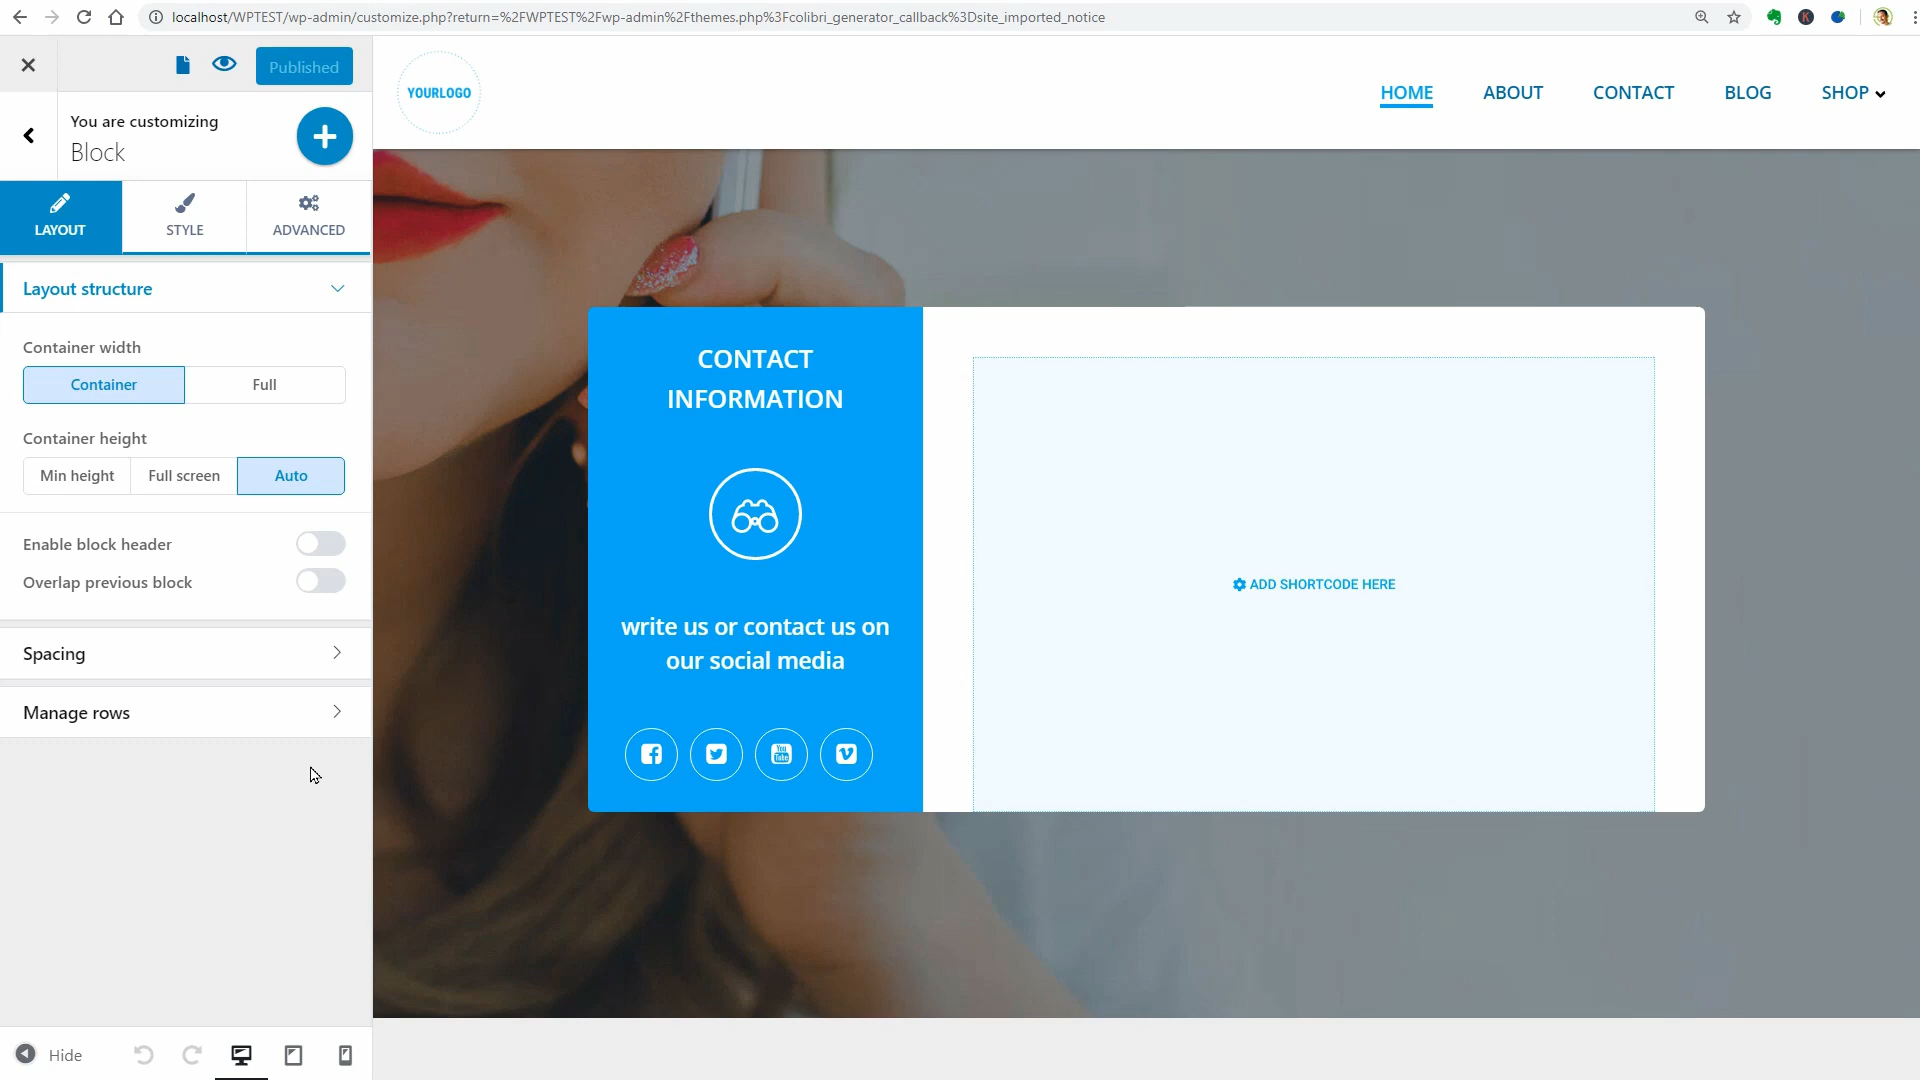 localhost/WPTEST/wp-admin/customize.php?return=%2FWPTEST%2Fwp-admin%2Fthemes.php%3Fcolibri_generator_callback%3Dsite_imported_notice
Published
You are customizing
Block
LAYOUT
STYLE
ADVANCED
Layout structure
Container width
Container
Full
Container height
Min height
Full screen
Auto
Enable block header
Overlap previous block
Spacing
Manage rows
Hide
YOURLOGO
HOME
ABOUT
CONTACT
BLOG
SHOP
CONTACT
INFORMATION
write us or contact us on
our social media
You
Tube
ADD SHORTCODE HERE